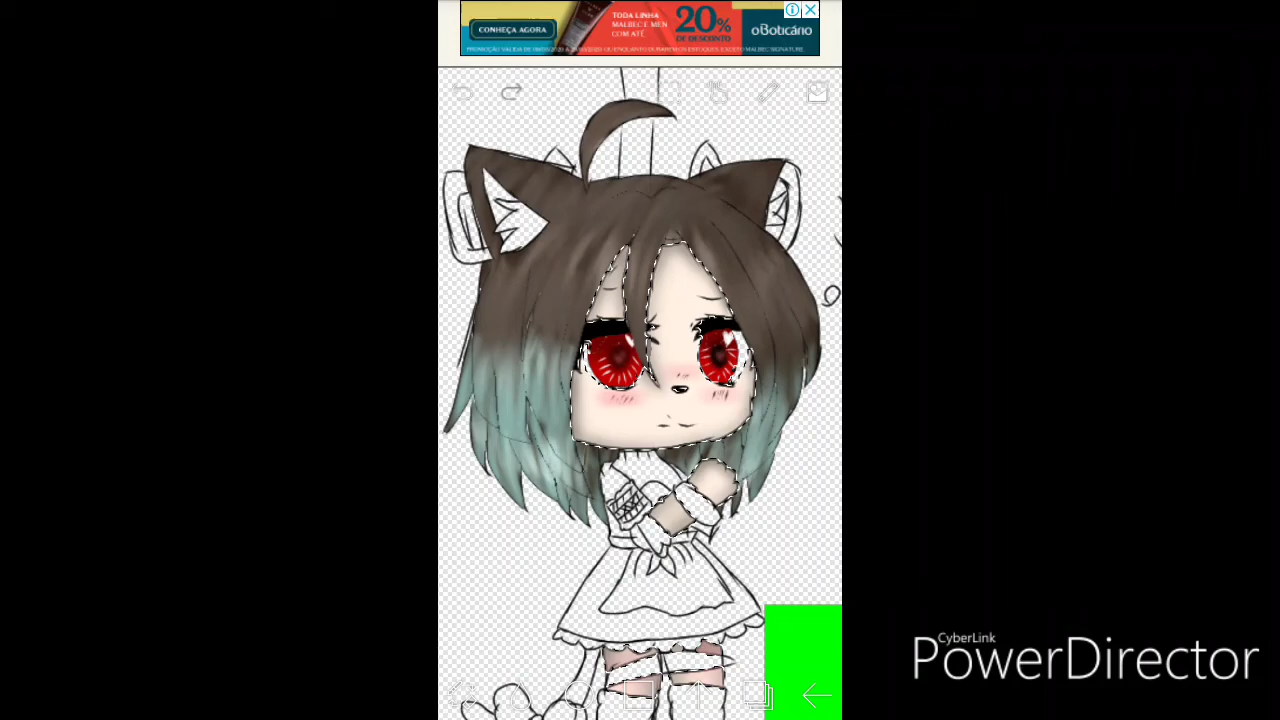 CONHEÇA AGORA
TODA LINHA
MALBEC E MEN
COM ATÉ
20%
DE DESCONTO
oBoticário
CyberLink
PowerDirector